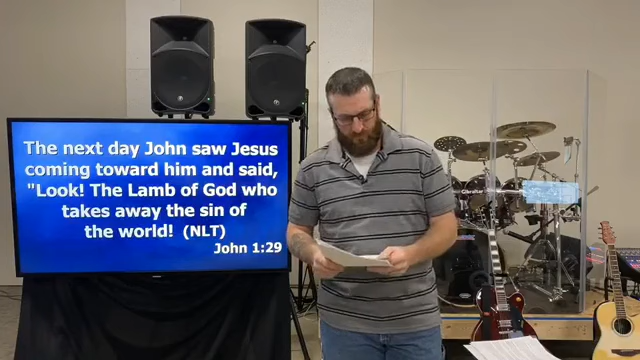 The next day John saw Jesus
coming toward him and said,
"Look! The Lamb of God who
takes away the sin of
the world! (NLT)
John 1:29
Gibraltar